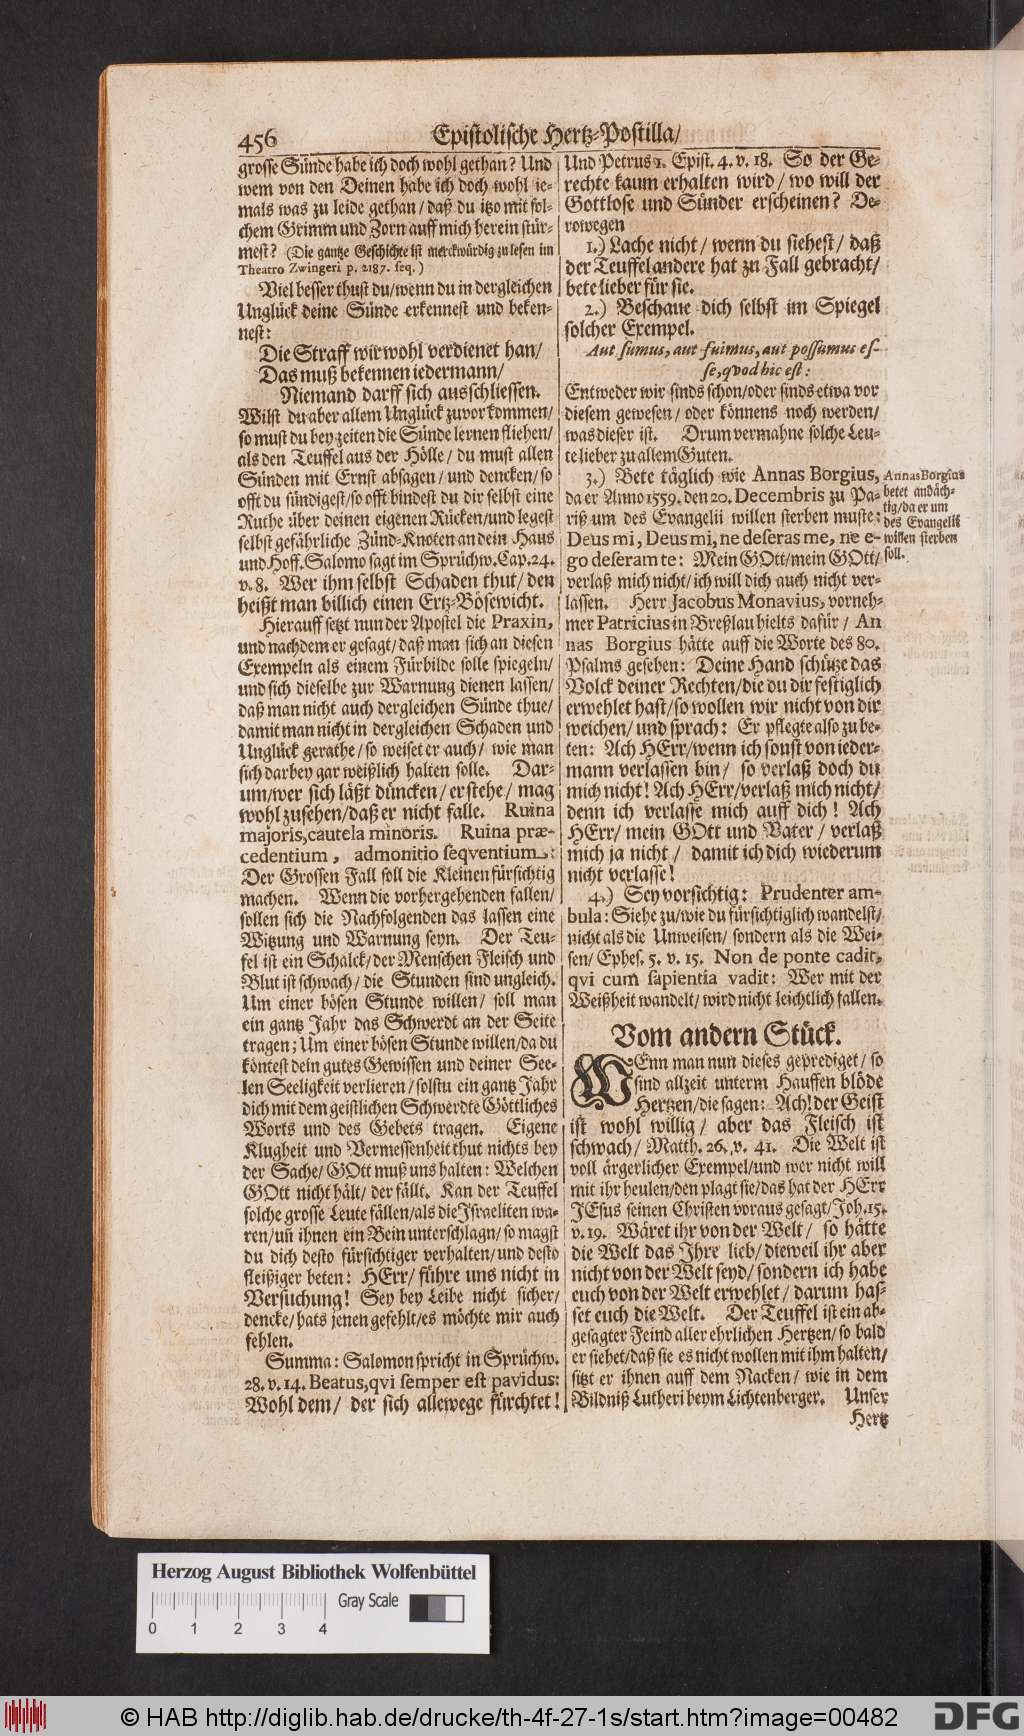 456
Epistolische Hertz-Postilla/
grosse Sünde habe ich doch wohl gethan? Und
wem von den Deinen habe ich doch wohl ie-
mals was zu leide gethan/ daß du itzo mit sol-
chem Grimm und Zorn auff mich herein stür-
mest? (Die gantze Geschichte ist merckwürdig zu lesen im
Theatro Zwingeri p. 2187. seq.)
Viel besser thust du/ wenn du in dergleichen
Unglück deine Sünde erkennest und beken-
nest:
Die Straff wir wohl verdienet han/
Das muß bekennen iedermann/
Niemand darff sich ausschliessen.
Wilst du aber allem Unglück zuvor kommen/
so must du bey zeiten die Sünde lernen fliehen/
als den Teuffel aus der Hölle/ du must allen
Sünden mit Ernst absagen/ und dencken/ so
offt du sündigest/ so offt bindest du dir selbst eine
Ruthe über deinen eigenen Rücken/ und legest
selbst gefährliche Zünd-Knoten an dein Haus
und Hoff. Salomo sagt im Sprüchw. Cap. 24.
v. 8. Wer ihm selbst Schaden thut/ den
heißt man billich einen Ertz-Bösewicht.
Hierauff setzt nun der Apostel die Praxin,
und nachdem er gesagt/ daß man sich an diesen
Exempeln als einem Fürbilde solle spiegeln/
und sich dieselbe zur Warnung dienen lassen/
daß man nicht auch dergleichen Sünde thue/
damit man nicht in dergleichen Schaden und
Unglück gerathe/ so weiset er auch/ wie man
sich darbey gar weißlich halten solle. Dar-
um/ wer sich läßt düncken/ er stehe/ mag
wohl zusehen/ daß er nicht falle. Ruina
majoris, cautela minoris. Ruina præ-
cedentium, admonitio seqventium:
Der Grossen Fall soll die Kleinen fürsichtig
machen. Wenn die vorhergehenden fallen/
sollen sich die Nachfolgenden das lassen eine
Witzung und Warnung seyn. Der Teu-
fel ist ein Schalck/ der Menschen Fleisch und
Blut ist schwach/ die Stunden sind ungleich.
Um einer bösen Stunde willen/ soll man
ein gantz Jahr das Schwerdt an der Seite
tragen; Um einer bösen Stunde willen/ da du
köntest dein gutes Gewissen und deiner See-
len Seeligkeit verlieren/ solstu ein gantz Jahr
dich mit dem geistlichen Schwerdte Göttliches
Worts und des Gebets tragen. Eigene
Klugheit und Vermessenheit thut nichts bey
der Sache/ GOtt muß uns halten: Welchen
GOtt nicht hält/ der fällt. Kan der Teuffel
solche grosse Leute fällen/ als die Israeliten wa-
ren/ uñ ihnen ein Bein unterschlagn/ so magst
du dich desto fürsichtiger verhalten/ und desto
fleißiger beten: HErr/ führe uns nicht in
Versuchung! Sey bey Leibe nicht sicher/
dencke/ hats jenen gefehlt/ es möchte mir auch
fehlen.
Summa: Salomon spricht in Sprüchw.
28. v. 14. Beatus, qvi semper est pavidus:
Wohl dem/ der sich allewege fürchtet!
Und Petrus 1. Epist. 4. v. 18. So der Ge-
rechte kaum erhalten wird/ wo will der
Gottlose und Sünder erscheinen? De-
rowegen
1.) Lache nicht/ wenn du siehest/ daß
der Teuffel andere hat zu Fall gebracht/
bete lieber für sie.
2.) Beschaue dich selbst im Spiegel
solcher Exempel.
Aut sumus, aut fuimus, aut possumus es-
se, qvod hic est:
Entweder wir sinds schon/ oder sinds etwa vor
diesem gewesen/ oder könnens noch werden/
was dieser ist. Drum vermahne solche Leu-
te lieber zu allem Guten.
3.) Bete täglich wie Annas Borgius,
da er Anno 1559. den 20. Decembris zu Pa-
riß um des Evangelii willen sterben muste:
Deus mi, Deus mi, ne deseras me, ne e-
go deseram te: Mein GOtt/ mein GOtt/
verlaß mich nicht/ ich will dich auch nicht ver-
lassen. Herr Jacobus Monavius, vorneh-
mer Patricius in Breßlau hielts dafür/ An
nas Borgius hätte auff die Worte des 80.
Psalms gesehen: Deine Hand schütze das
Volck deiner Rechten/ die du dir festiglich
erwehlet hast/ so wollen wir nicht von dir
weichen/ und sprach: Er pflegte also zu be-
ten: Ach HErr/ wenn ich sonst von ieder-
mann verlassen bin/ so verlaß doch du
mich nicht! Ach HErr/ verlaß mich nicht/
denn ich verlasse mich auff dich! Ach
HErr/ mein GOtt und Vater/ verlaß
mich ja nicht/ damit ich dich wiederum
nicht verlasse!
4.) Sey vorsichtig: Prudenter am-
bula: Siehe zu/ wie du fürsichtiglich wandelst/
nicht als die Unweisen/ sondern als die Wei-
sen/ Ephes. 5. v. 15. Non de ponte cadit,
qvi cum sapientia vadit: Wer mit der
Weißheit wandelt/ wird nicht leichtlich fallen.
Vom andern Stück.
WEnn man nun dieses geprediget/ so
sind allzeit unterm Hauffen blöde
Hertzen/ die sagen: Ach! der Geist
ist wohl willig/ aber das Fleisch ist
schwach/ Matth. 26. v. 41. Die Welt ist
voll ärgerlicher Exempel/ und wer nicht will
mit ihr heulen/ den plagt sie/ das hat der HErr
JEsus seinen Christen voraus gesagt/ Joh. 15.
v. 19. Wäret ihr von der Welt/ so hätte
die Welt das Ihre lieb/ dieweil ihr aber
nicht von der Welt seyd/ sondern ich habe
euch von der Welt erwehlet/ darum has-
set euch die Welt. Der Teuffel ist ein ab-
gesagter Feind aller ehrlichen Hertzen/ so bald
er siehet/ daß sie es nicht wollen mit ihm halten/
sitzt er ihnen auff dem Nacken/ wie in dem
Bildniß Lutheri beym Lichtenberger. Unser
Hertz
Annas Borgius
betet andäch-
tig/ da er um
des Evangelii
willen sterben
soll.
Herzog August Bibliothek Wolfenbüttel
Gray Scale
0 1 2 3 4
© HAB http://diglib.hab.de/drucke/th-4f-27-1s/start.htm?image=00482
DFG